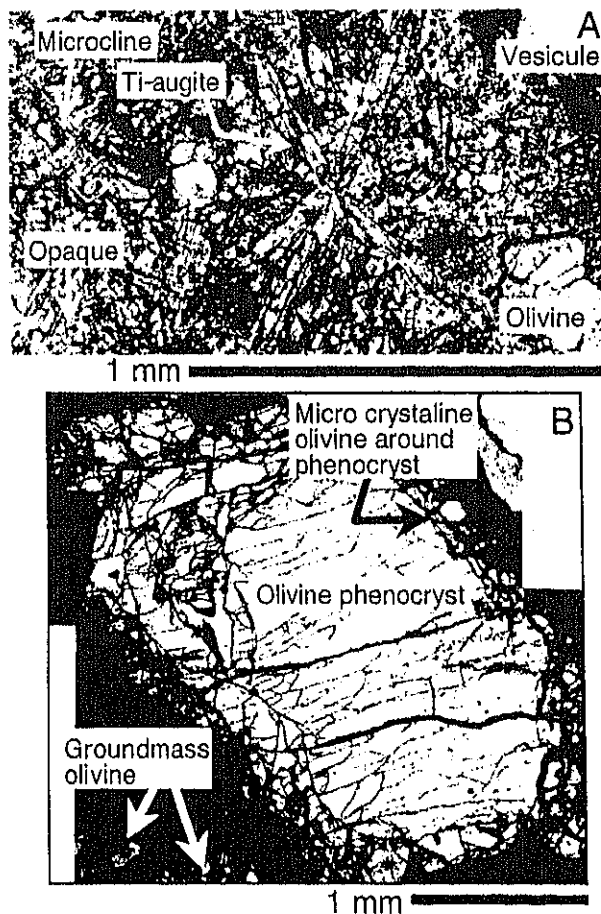 A
Microcline
Vesicule
Ti-augite
Opaque
Olivine
1 mm
B
Micro crystaline
olivine around
phenocryst
Olivine phenocryst
Groundmass
olivine
1 mm